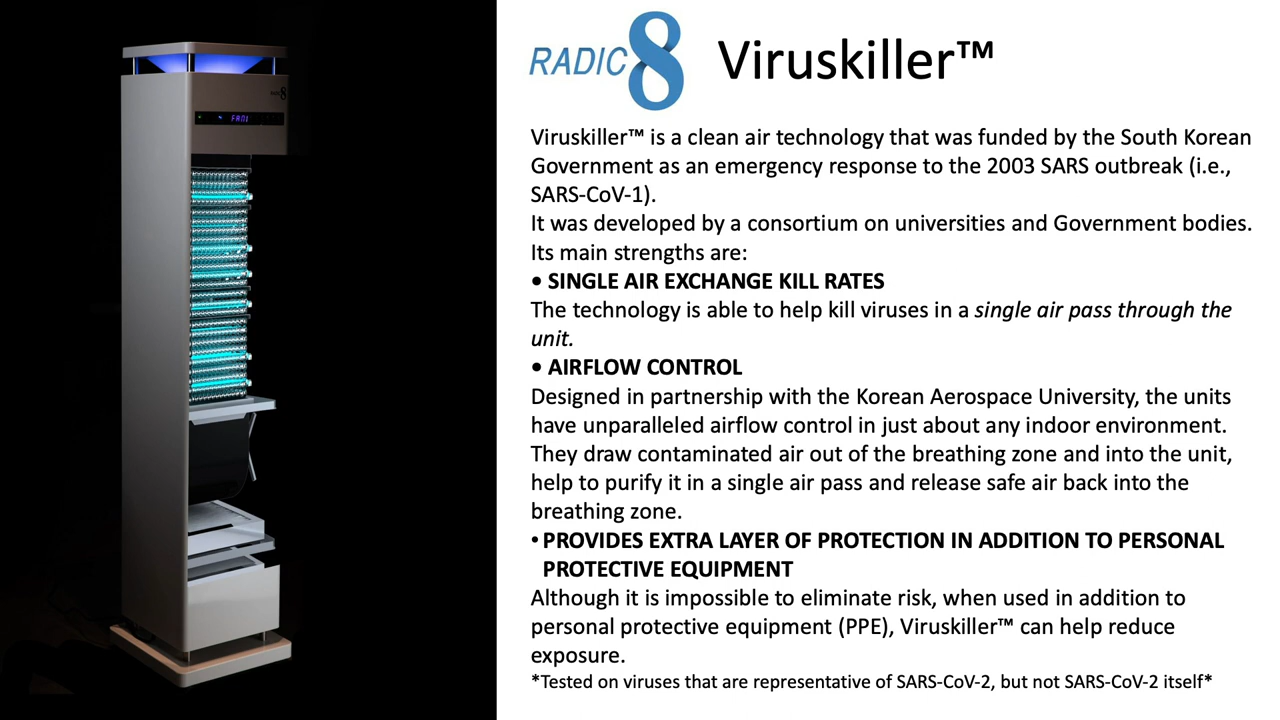 RADIC8 Viruskiller™
RADIC8
FAN1
Viruskiller™ is a clean air technology that was funded by the South Korean
Government as an emergency response to the 2003 SARS outbreak (i.e.,
SARS-CoV-1).
It was developed by a consortium on universities and Government bodies.
Its main strengths are:
• SINGLE AIR EXCHANGE KILL RATES
The technology is able to help kill viruses in a single air pass through the
unit.
• AIRFLOW CONTROL
Designed in partnership with the Korean Aerospace University, the units
have unparalleled airflow control in just about any indoor environment.
They draw contaminated air out of the breathing zone and into the unit,
help to purify it in a single air pass and release safe air back into the
breathing zone.
• PROVIDES EXTRA LAYER OF PROTECTION IN ADDITION TO PERSONAL
PROTECTIVE EQUIPMENT
Although it is impossible to eliminate risk, when used in addition to
personal protective equipment (PPE), Viruskiller™ can help reduce
exposure.
*Tested on viruses that are representative of SARS-CoV-2, but not SARS-CoV-2 itself*